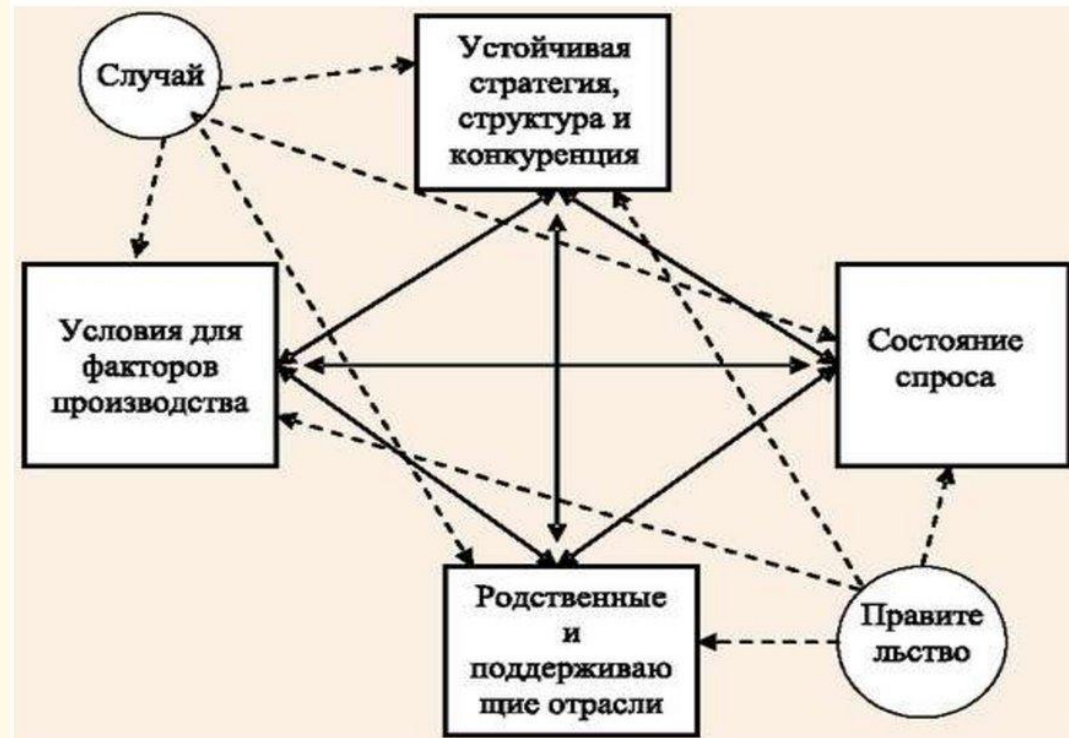 Случай
Устойчивая
стратегия,
структура и
конкуренция
Условия для
факторов
производства
Состояние
спроса
Родственные
и
поддерживаю
щие отрасли
Правите
льство